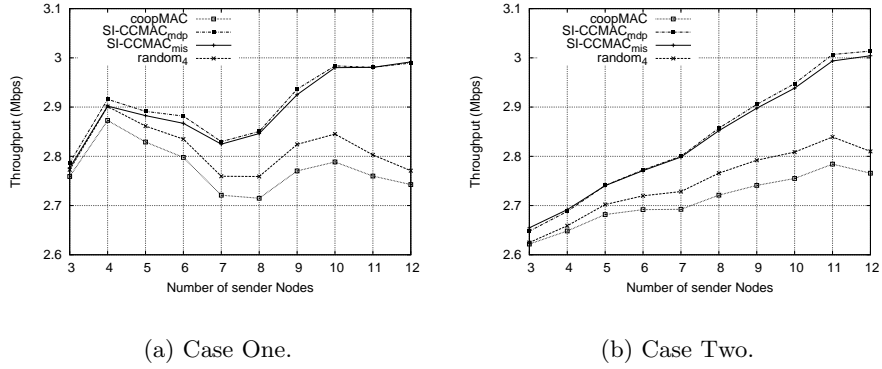 coopMAC
SI-CCMACmdp
SI-CCMACmis
random4
3.1
3
2.9
2.8
2.7
2.6
Throughput (Mbps)
3 4 5 6 7 8 9 10 11 12
Number of sender Nodes
(a) Case One.
coopMAC
SI-CCMACmdp
SI-CCMACmis
random4
3.1
3
2.9
2.8
2.7
2.6
Throughput (Mbps)
3 4 5 6 7 8 9 10 11 12
Number of sender Nodes
(b) Case Two.